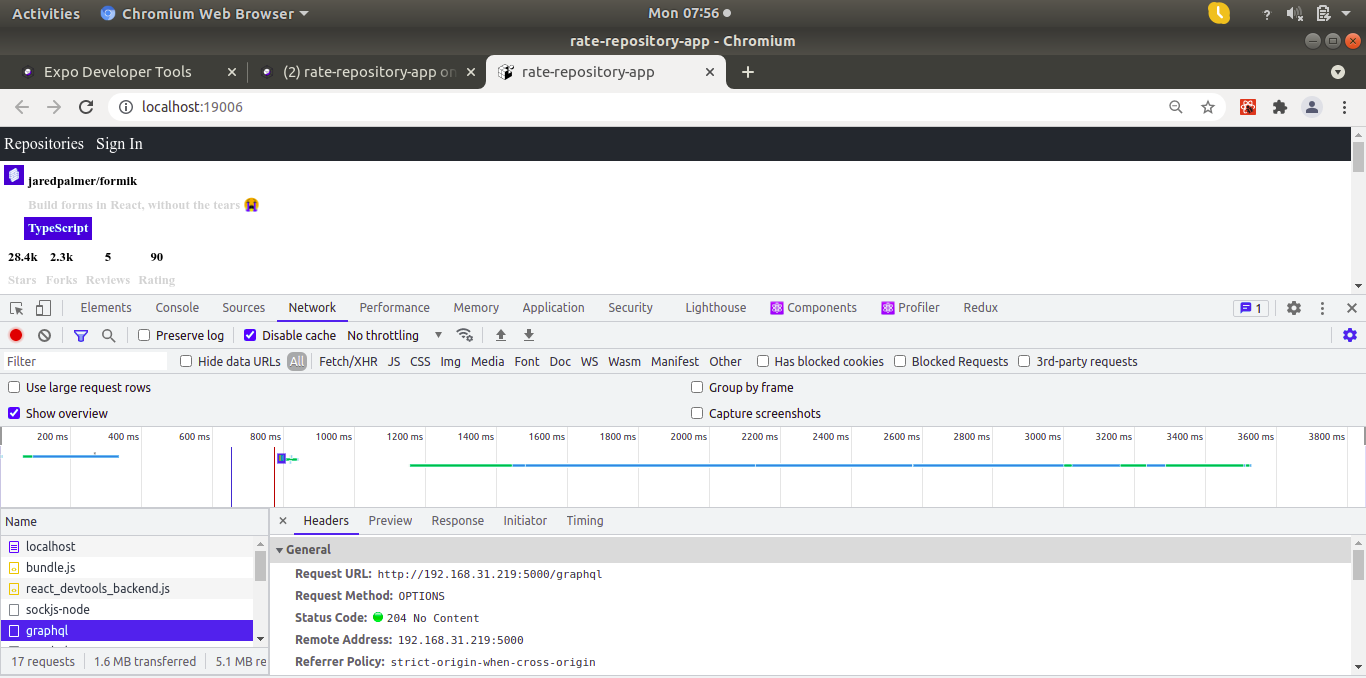 Activities Chromium Web Browser Mon 07:56 ?
rate-repository-app - Chromium
Expo Developer Tools (2) rate-repository-app on rate-repository-app
localhost:19006
Repositories Sign In
jaredpalmer/formik
Build forms in React, without the tears 😭
TypeScript
28.4k 2.3k 5 90
Stars Forks Reviews Rating
Elements Console Sources Network Performance Memory Application Security Lighthouse Components Profiler Redux 1
Preserve log Disable cache No throttling
Filter Hide data URLs All Fetch/XHR JS CSS Img Media Font Doc WS Wasm Manifest Other Has blocked cookies Blocked Requests 3rd-party requests
Use large request rows Group by frame
Show overview Capture screenshots
200 ms 400 ms 600 ms 800 ms 1000 ms 1200 ms 1400 ms 1600 ms 1800 ms 2000 ms 2200 ms 2400 ms 2600 ms 2800 ms 3000 ms 3200 ms 3400 ms 3600 ms 3800 ms
Name Headers Preview Response Initiator Timing
localhost
bundle.js
react_devtools_backend.js
sockjs-node
graphql
17 requests 1.6 MB transferred 5.1 MB re
General
Request URL: http://192.168.31.219:5000/graphql
Request Method: OPTIONS
Status Code: 204 No Content
Remote Address: 192.168.31.219:5000
Referrer Policy: strict-origin-when-cross-origin